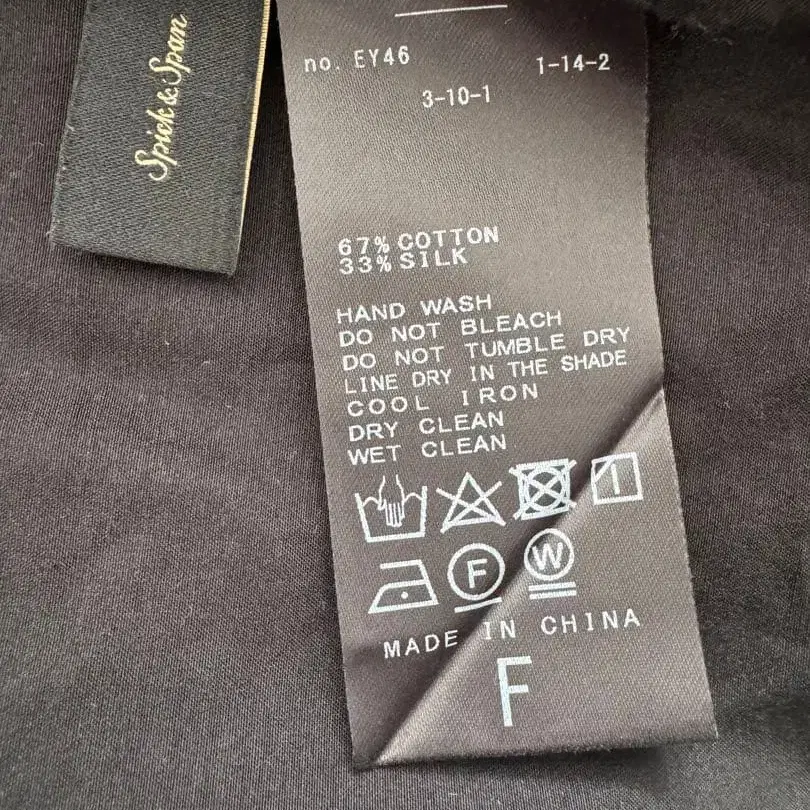 Spick & Span
no. EY46
1-14-2
3-10-1
67% COTTON
33% SILK
HAND WASH
DO NOT BLEACH
DO NOT TUMBLE DRY
LINE DRY IN THE SHADE
COOL IRON
DRY CLEAN
WET CLEAN
F
W
MADE IN CHINA
F